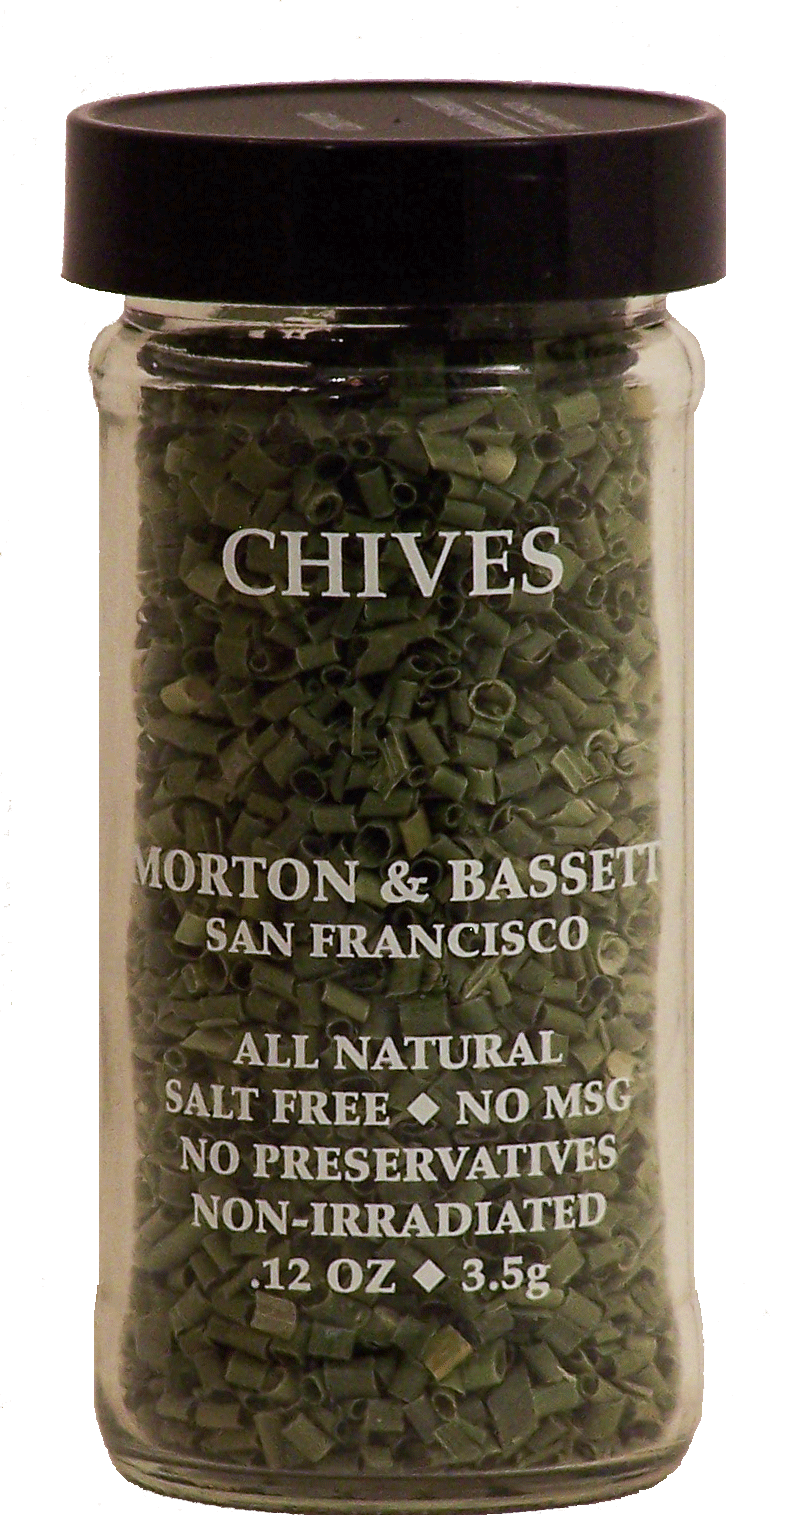 CHIVES
MORTON & BASSETT
SAN FRANCISCO
ALL NATURAL
SALT FREE ◆ NO MSG
NO PRESERVATIVES
NON-IRRADIATED
.12 OZ ◆ 3.5g